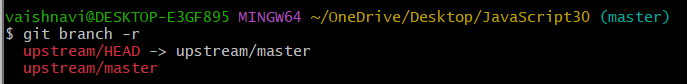 vaishnavi@DESKTOP-E3GF895 MINGW64 ~/OneDrive/Desktop/JavaScript30 (master)
$ git branch -r
upstream/HEAD -> upstream/master
upstream/master